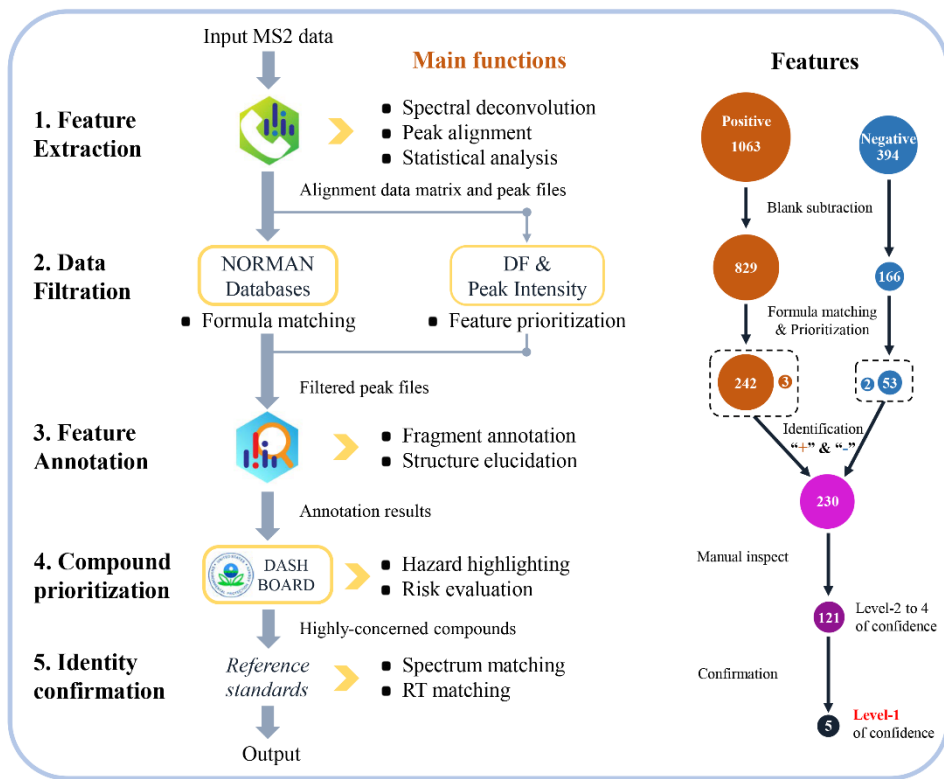 Input MS2 data
Main functions
Features
1. Feature
Extraction
■ Spectral deconvolution
■ Peak alignment
■ Statistical analysis
Positive
1063
Negative
394
Alignment data matrix and peak files
Blank subtraction
2. Data
Filtration
NORMAN
Databases
DF &
Peak Intensity
829
166
■ Formula matching
■ Feature prioritization
Formula matching
& Prioritization
242
3
2
53
Filtered peak files
3. Feature
Annotation
■ Fragment annotation
■ Structure elucidation
Identification
“+” & “-”
230
Annotation results
Manual inspect
4. Compound
prioritization
DASH
BOARD
■ Hazard highlighting
■ Risk evaluation
121
Level-2 to 4
of confidence
Highly-concerned compounds
5. Identity
confirmation
Reference
standards
■ Spectrum matching
■ RT matching
Confirmation
5
Level-1
of confidence
Output